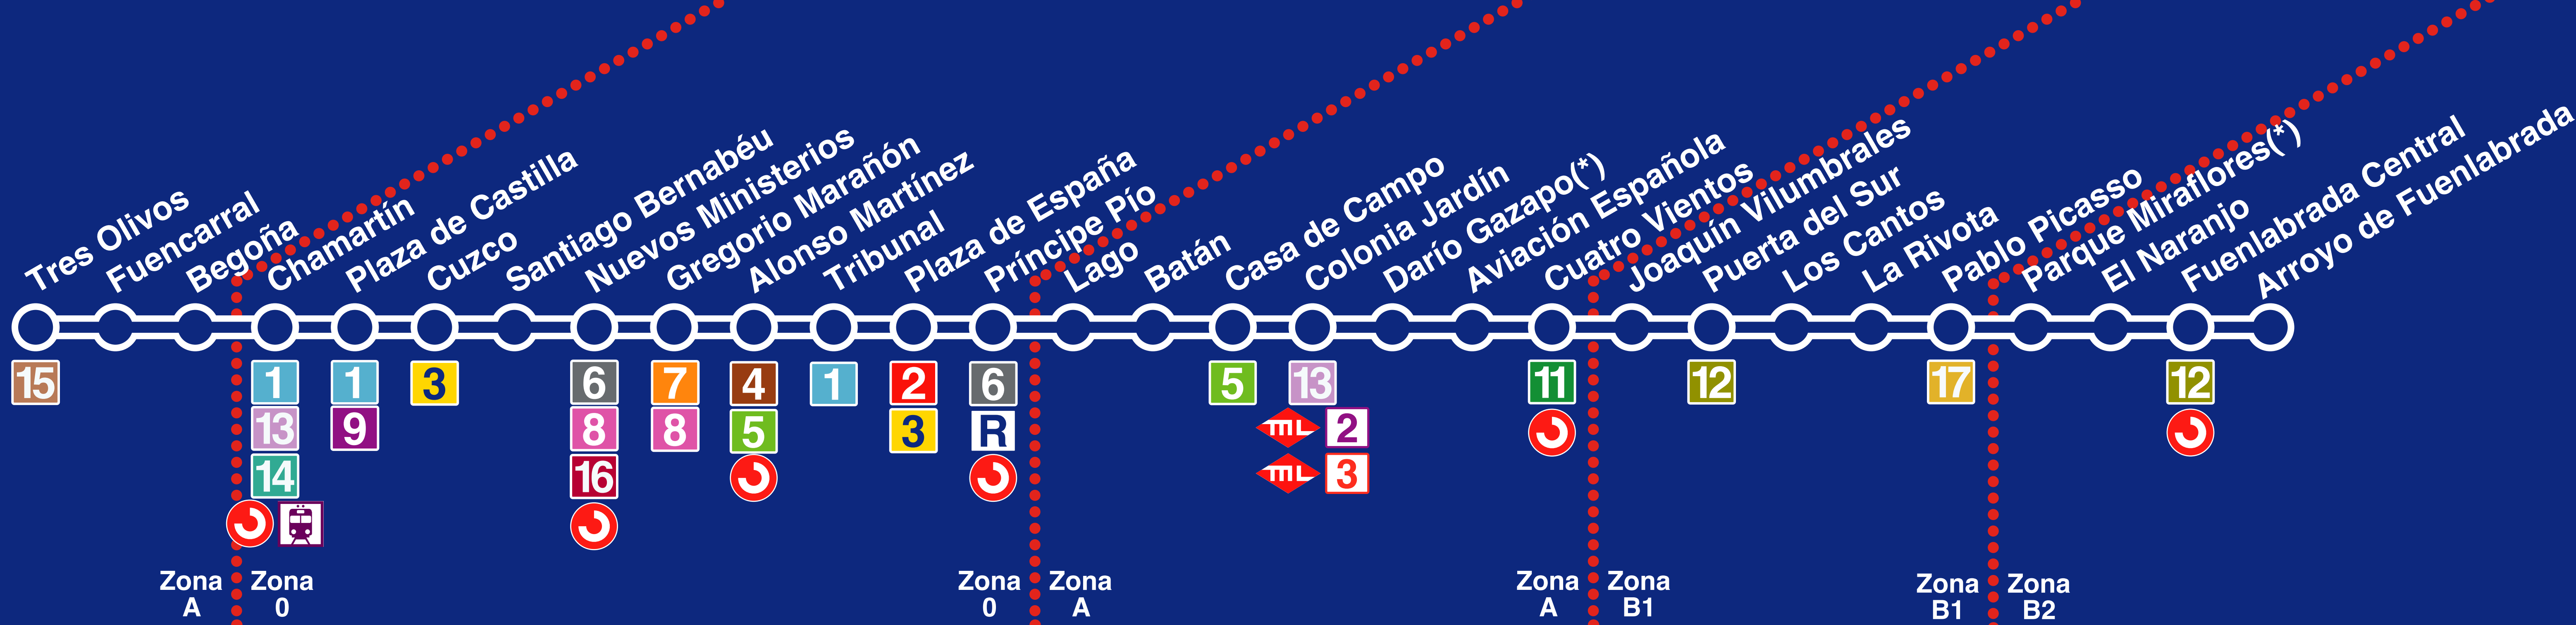 Tres Olivos
Fuencarral
Begoña
Chamartín
Plaza de Castilla
Cuzco
Santiago Bernabéu
Nuevos Ministerios
Gregorio Marañón
Alonso Martínez
Tribunal
Plaza de España
Príncipe Pío
Lago
Batán
Casa de Campo
Colonia Jardín
Darío Gazapo(*)
Aviación Española
Cuatro Vientos
Joaquín Vilumbrales
Puerta del Sur
Los Cantos
La Rivota
Pablo Picasso
Parque Miraflores(*)
El Naranjo
Fuenlabrada Central
Arroyo de Fuenlabrada
15
1
13
14
1
9
3
6
8
16
7
8
4
5
1
2
3
6
R
5
13
mL 2
mL 3
11
12
17
12
Zona
A
Zona
0
Zona
0
Zona
A
Zona
A
Zona
B1
Zona
B1
Zona
B2